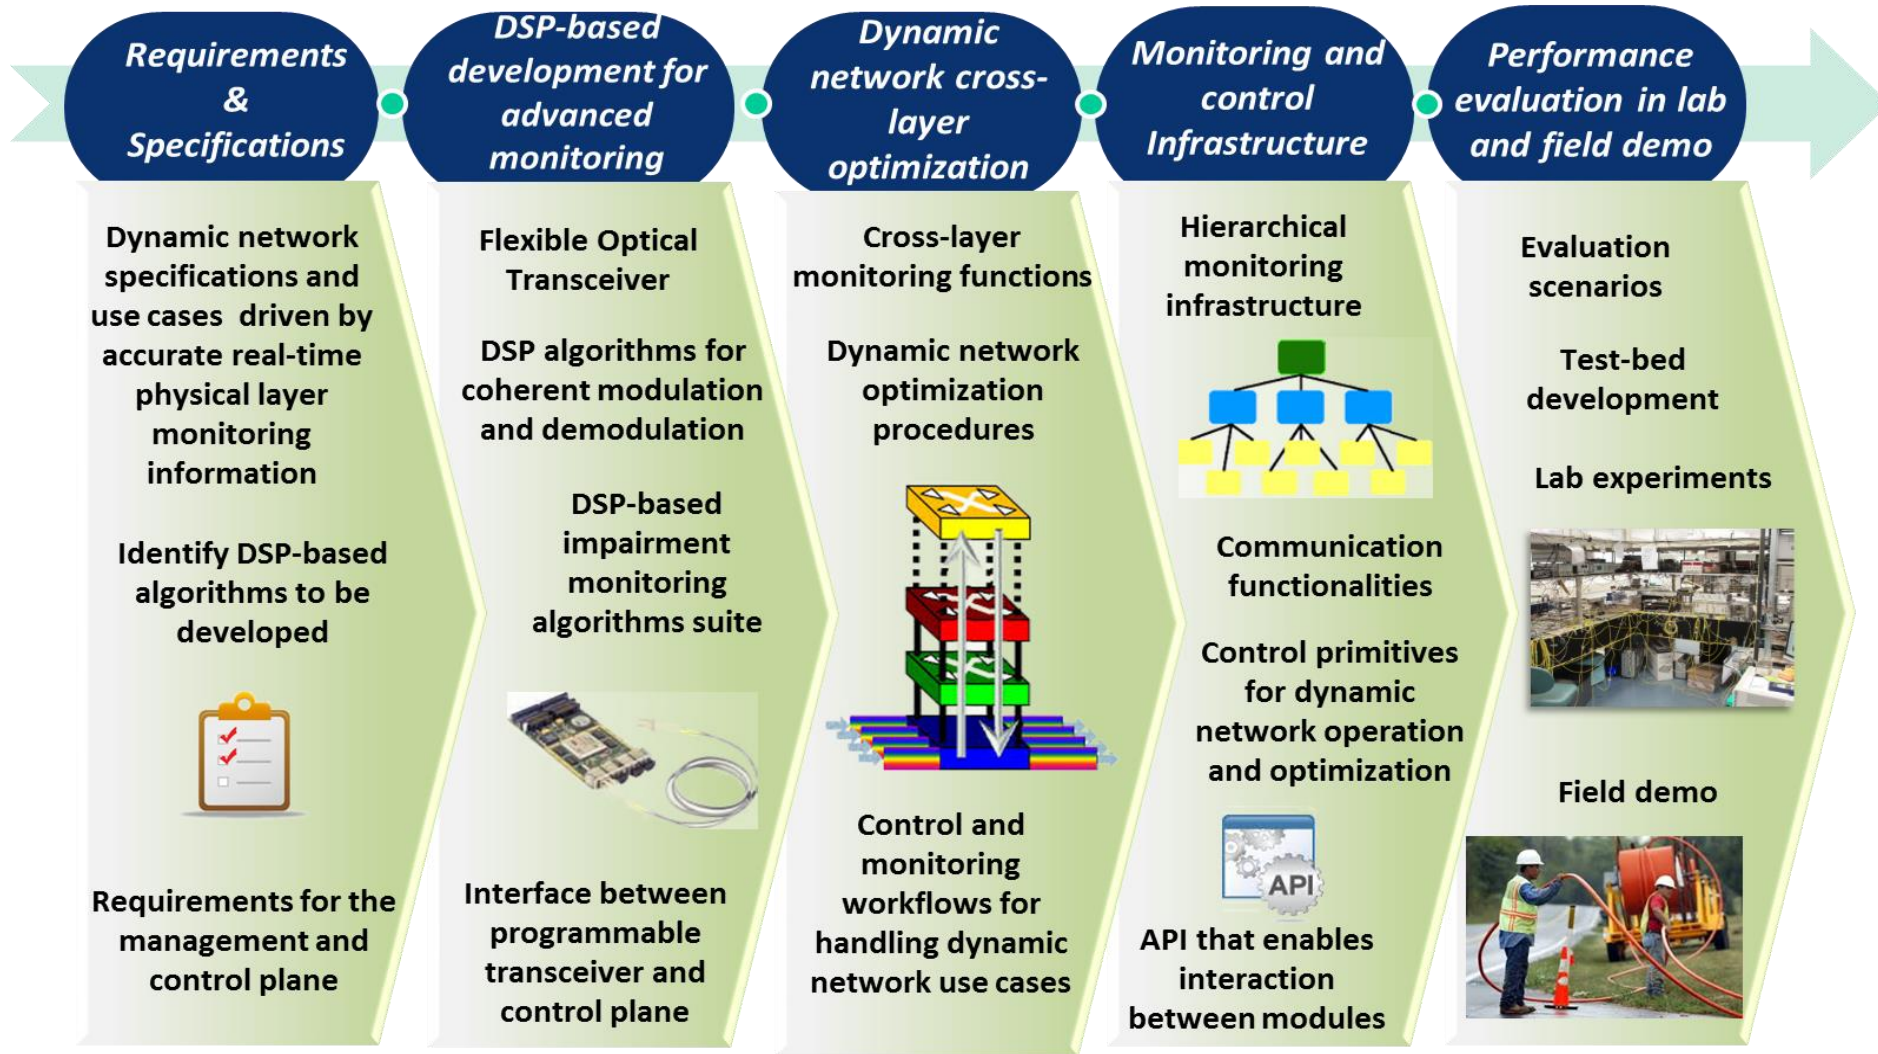 Requirements
&
Specifications
DSP-based
development for
advanced
monitoring
Dynamic
network cross-
layer
optimization
Monitoring and
control
Infrastructure
Performance
evaluation in lab
and field demo
Dynamic network
specifications and
use cases driven by
accurate real-time
physical layer
monitoring
information
Identify DSP-based
algorithms to be
developed
Requirements for the
management and
control plane
Flexible Optical
Transceiver
DSP algorithms for
coherent modulation
and demodulation
DSP-based
impairment
monitoring
algorithms suite
Interface between
programmable
transceiver and
control plane
Cross-layer
monitoring functions
Dynamic network
optimization
procedures
Control and
monitoring
workflows for
handling dynamic
network use cases
Hierarchical
monitoring
infrastructure
Communication
functionalities
Control primitives
for dynamic
network operation
and optimization
API
API that enables
interaction
between modules
Evaluation
scenarios
Test-bed
development
Lab experiments
Field demo